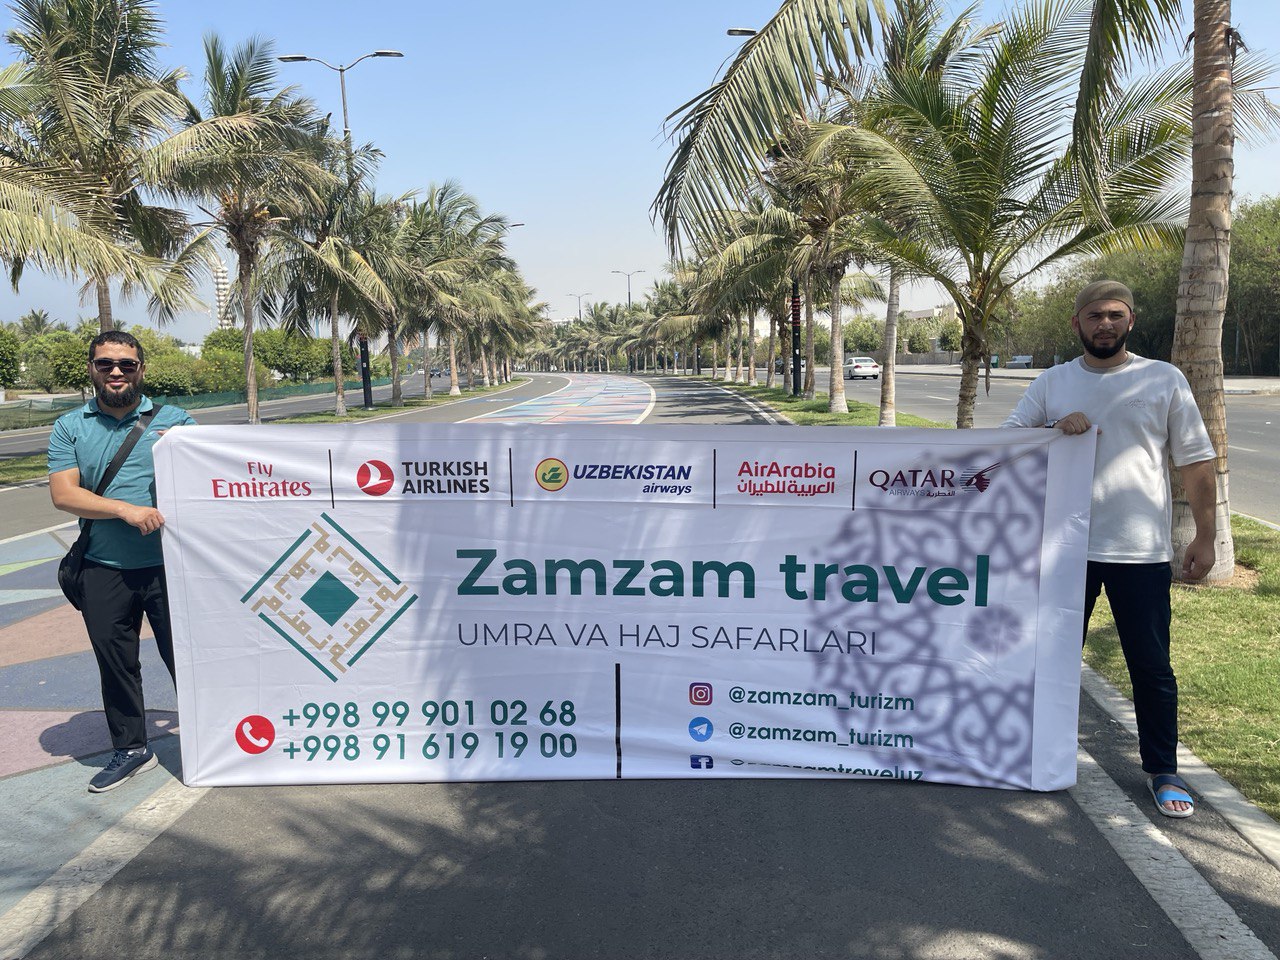 Fly Emirates
TURKISH AIRLINES
UZBEKISTAN airways
AirArabia العربية للطيران
QATAR AIRWAYS القطرية
Zamzam travel
UMRA VA HAJ SAFARLARI
+998 99 901 02 68
+998 91 619 19 00
@zamzam_turizm
@zamzam_turizm
@zamzamtraveluz